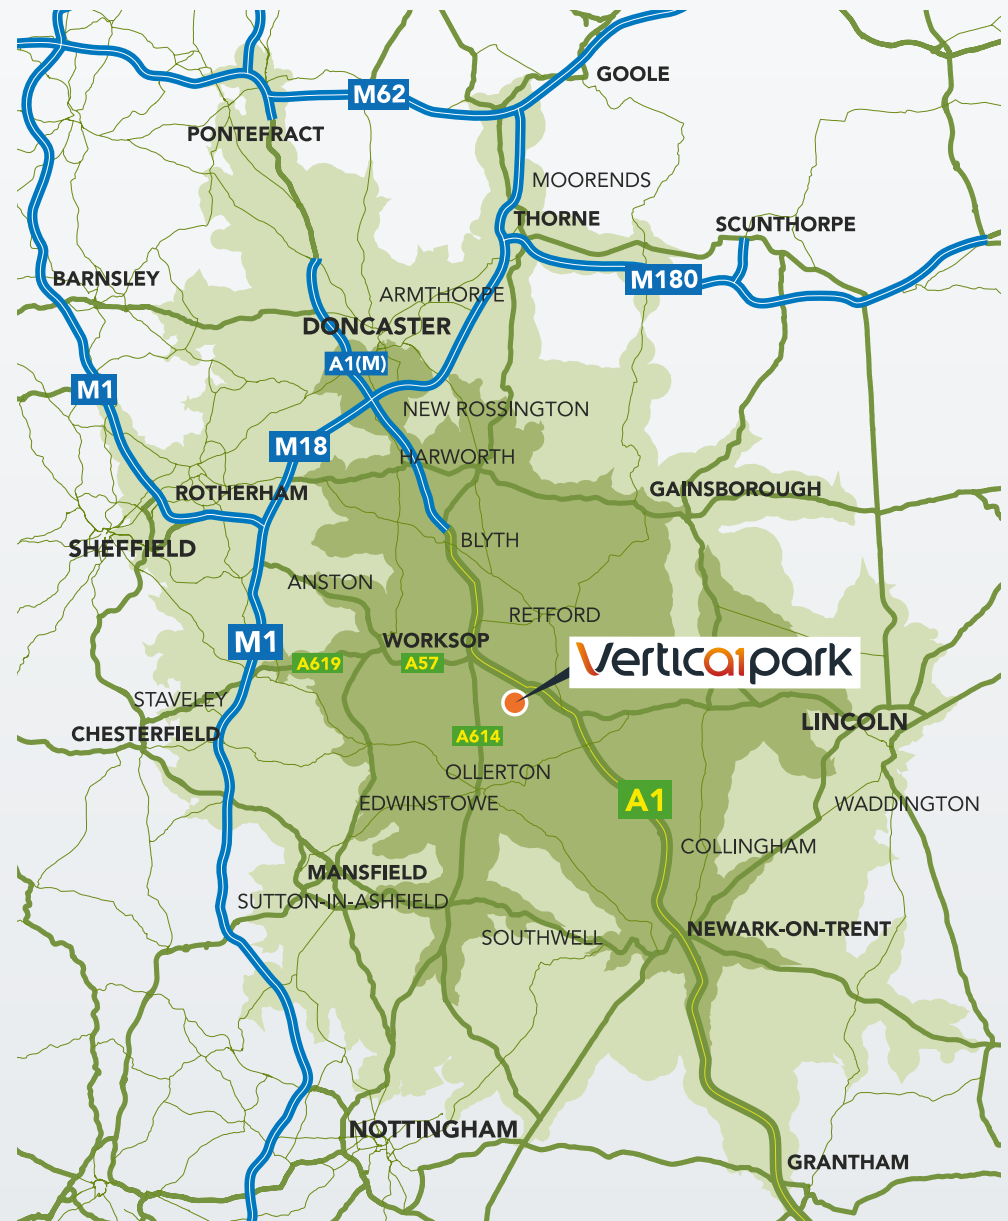 GOOLE
M62
PONTEFRACT
MOORENDS
THORNE
SCUNTHORPE
BARNSLEY
M180
ARMTHORPE
DONCASTER
A1(M)
M1
NEW ROSSINGTON
M18
HARWORTH
ROTHERHAM
GAINSBOROUGH
SHEFFIELD
BLYTH
ANSTON
RETFORD
M1
WORKSOP
A619
A57
Vertica1park
STAVELEY
CHESTERFIELD
LINCOLN
A614
OLLERTON
EDWINSTOWE
A1
WADDINGTON
COLLINGHAM
MANSFIELD
SUTTON-IN-ASHFIELD
NEWARK-ON-TRENT
SOUTHWELL
NOTTINGHAM
GRANTHAM